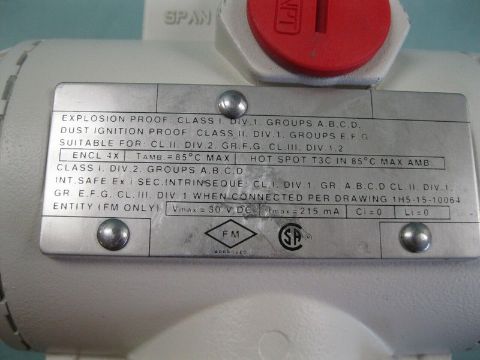 SPAN
NPT
EXPLOSION PROOF: CLASS I. DIV.1. GROUPS A.B.C.D.
DUST IGNITION PROOF: CLASS II. DIV.1. GROUPS E.F.G
SUITABLE FOR: CL.II. DIV.2. GR.F.G. CL.III. DIV 1.2
ENCL 4X TAMB = 85°C MAX HOT SPOT T3C IN 85°C MAX AMB
CLASS I. DIV.2. GROUPS A.B.C.D
INT.SAFE Ex i SEC.INTRINSEQUE: CL.I. DIV.1. GR. A.B.C.D CL.II. DIV.1.
GR. E.F.G. CL.III. DIV.1 WHEN CONNECTED PER DRAWING 1H5-15-10064
ENTITY (FM ONLY) Vmax = 30 V DC Imax = 215 mA Ci = 0 Li = 0
FM SA
APPROVED